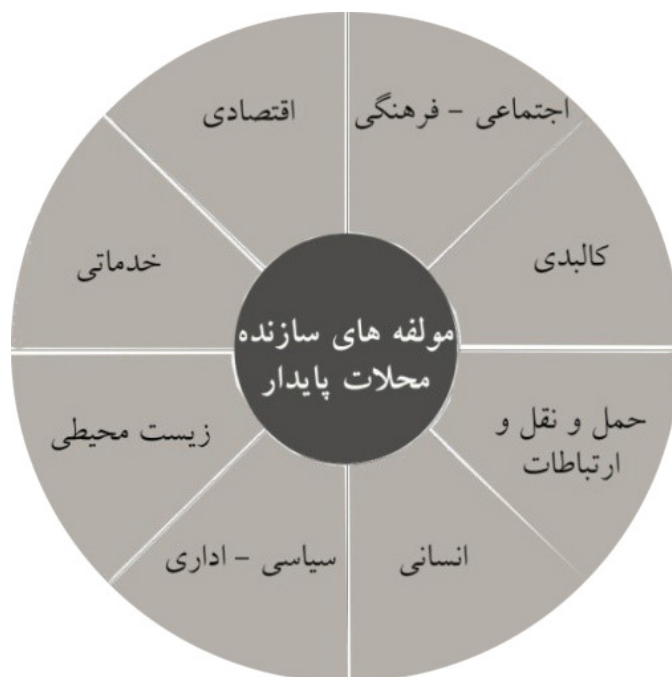 مولفه های سازنده
محلات پایدار
اجتماعی - فرهنگی
کالبدی
حمل و نقل و
ارتباطات
انسانی
سیاسی - اداری
زیست محیطی
خدماتی
اقتصادی